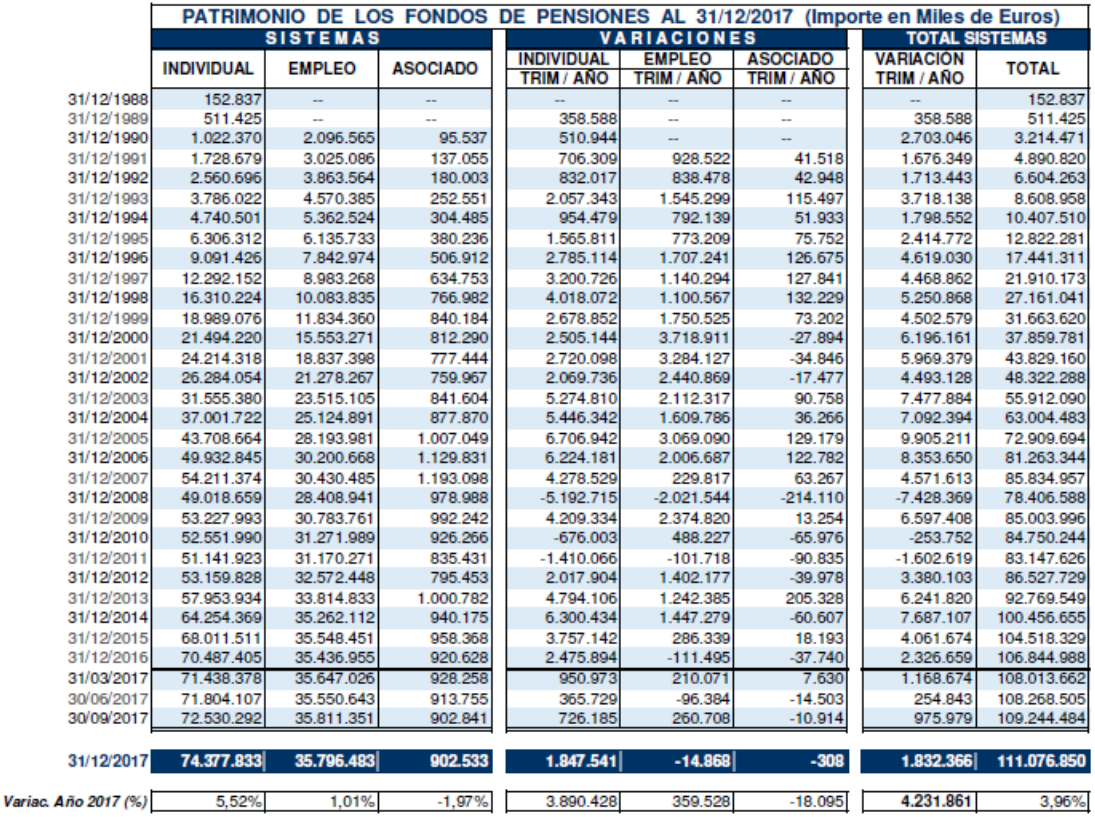 PATRIMONIO DE LOS FONDOS DE PENSIONES AL 31/12/2017 (Importe en Miles de Euros)
SISTEMAS VARIACIONES TOTAL SISTEMAS
INDIVIDUAL EMPLEO ASOCIADO INDIVIDUAL TRIM / AÑO EMPLEO TRIM / AÑO ASOCIADO TRIM / AÑO VARIACIÓN TRIM / AÑO TOTAL
31/12/1988 152.837 -- -- -- -- -- -- 152.837
31/12/1989 511.425 -- -- 358.588 -- -- 358.588 511.425
31/12/1990 1.022.370 2.096.565 95.537 510.944 -- -- 2.703.046 3.214.471
31/12/1991 1.728.679 3.025.086 137.055 706.309 928.522 41.518 1.676.349 4.890.820
31/12/1992 2.560.696 3.863.564 180.003 832.017 838.478 42.948 1.713.443 6.604.263
31/12/1993 3.786.022 4.570.385 252.551 2.057.343 1.545.299 115.497 3.718.138 8.608.958
31/12/1994 4.740.501 5.362.524 304.485 954.479 792.139 51.933 1.798.552 10.407.510
31/12/1995 6.306.312 6.135.733 380.236 1.565.811 773.209 75.752 2.414.772 12.822.281
31/12/1996 9.091.426 7.842.974 506.912 2.785.114 1.707.241 126.675 4.619.030 17.441.311
31/12/1997 12.292.152 8.983.268 634.753 3.200.726 1.140.294 127.841 4.468.862 21.910.173
31/12/1998 16.310.224 10.083.835 766.982 4.018.072 1.100.567 132.229 5.250.868 27.161.041
31/12/1999 18.989.076 11.834.360 840.184 2.678.852 1.750.525 73.202 4.502.579 31.663.620
31/12/2000 21.494.220 15.553.271 812.290 2.505.144 3.718.911 -27.894 6.196.161 37.859.781
31/12/2001 24.214.318 18.837.398 777.444 2.720.098 3.284.127 -34.846 5.969.379 43.829.160
31/12/2002 26.284.054 21.278.267 759.967 2.069.736 2.440.869 -17.477 4.493.128 48.322.288
31/12/2003 31.555.380 23.515.105 841.604 5.274.810 2.112.317 90.758 7.477.884 55.912.090
31/12/2004 37.001.722 25.124.891 877.870 5.446.342 1.609.786 36.266 7.092.394 63.004.483
31/12/2005 43.708.664 28.193.981 1.007.049 6.706.942 3.069.090 129.179 9.905.211 72.909.694
31/12/2006 49.932.845 30.200.668 1.129.831 6.224.181 2.006.687 122.782 8.353.650 81.263.344
31/12/2007 54.211.374 30.430.485 1.193.098 4.278.529 229.817 63.267 4.571.613 85.834.957
31/12/2008 49.018.659 28.408.941 978.988 -5.192.715 -2.021.544 -214.110 -7.428.369 78.406.588
31/12/2009 53.227.993 30.783.761 992.242 4.209.334 2.374.820 13.254 6.597.408 85.003.996
31/12/2010 52.551.990 31.271.989 926.266 -676.003 488.227 -65.976 -253.752 84.750.244
31/12/2011 51.141.923 31.170.271 835.431 -1.410.066 -101.718 -90.835 -1.602.619 83.147.626
31/12/2012 53.159.828 32.572.448 795.453 2.017.904 1.402.177 -39.978 3.380.103 86.527.729
31/12/2013 57.953.934 33.814.833 1.000.782 4.794.106 1.242.385 205.328 6.241.820 92.769.549
31/12/2014 64.254.369 35.262.112 940.175 6.300.434 1.447.279 -60.607 7.687.107 100.456.655
31/12/2015 68.011.511 35.548.451 958.368 3.757.142 286.339 18.193 4.061.674 104.518.329
31/12/2016 70.487.405 35.436.955 920.628 2.475.894 -111.495 -37.740 2.326.659 106.844.988
31/03/2017 71.438.378 35.647.026 928.258 950.973 210.071 7.630 1.168.674 108.013.662
30/06/2017 71.804.107 35.550.643 913.755 365.729 -96.384 -14.503 254.843 108.268.505
30/09/2017 72.530.292 35.811.351 902.841 726.185 260.708 -10.914 975.979 109.244.484
31/12/2017 74.377.833 35.796.483 902.533 1.847.541 -14.868 -308 1.832.366 111.076.850
Variac. Año 2017 (%) 5,52% 1,01% -1,97% 3.890.428 359.528 -18.095 4.231.861 3,96%